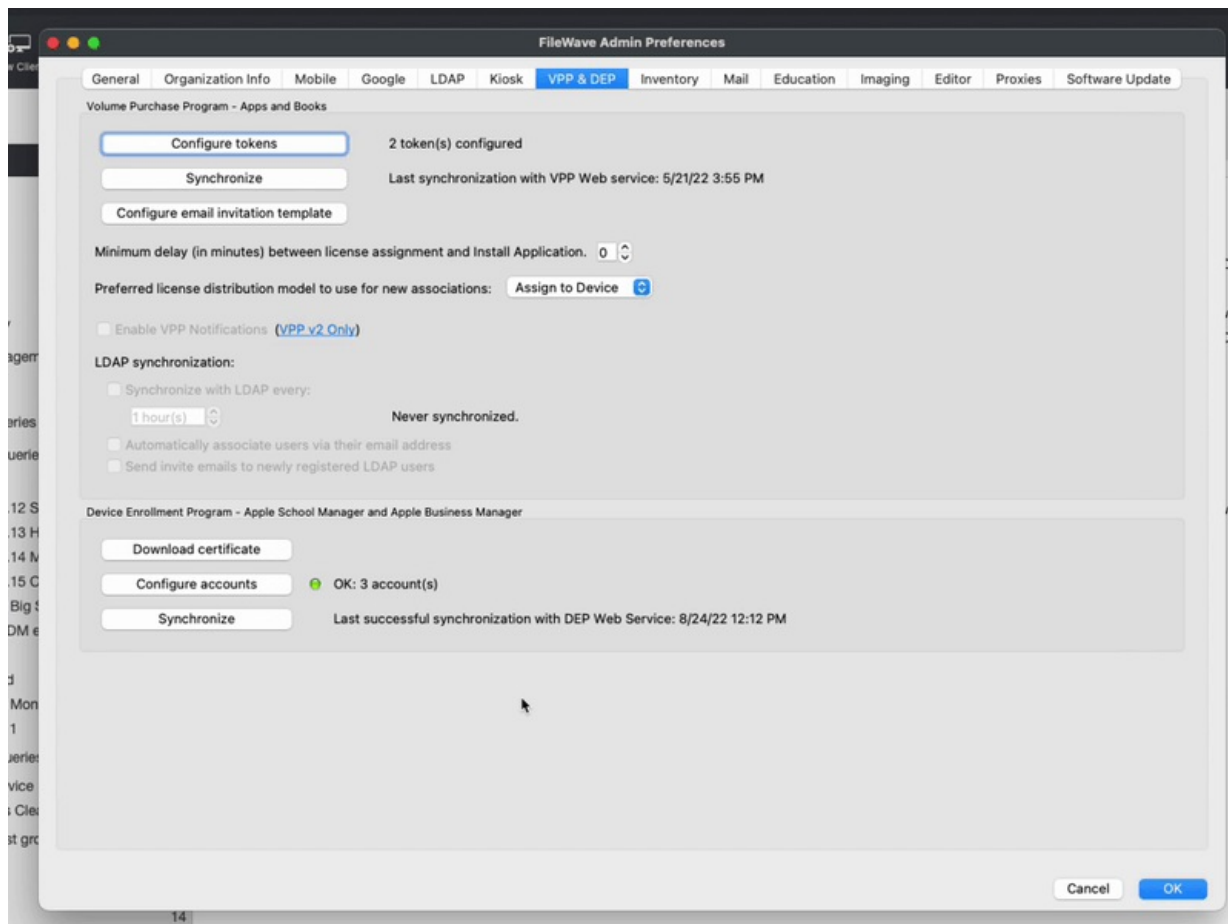 FileWave Admin Preferences
General Organization Info Mobile Google LDAP Kiosk VPP & DEP Inventory Mail Education Imaging Editor Proxies Software Update
Volume Purchase Program - Apps and Books
Configure tokens 2 token(s) configured
Synchronize Last synchronization with VPP Web service: 5/21/22 3:55 PM
Configure email invitation template
Minimum delay (in minutes) between license assignment and Install Application. 0
Preferred license distribution model to use for new associations: Assign to Device
Enable VPP Notifications (VPP v2 Only)
LDAP synchronization:
Synchronize with LDAP every:
1 hour(s) Never synchronized.
Automatically associate users via their email address
Send invite emails to newly registered LDAP users
Device Enrollment Program - Apple School Manager and Apple Business Manager
Download certificate
Configure accounts OK: 3 account(s)
Synchronize Last successful synchronization with DEP Web Service: 8/24/22 12:12 PM
Cancel OK
14